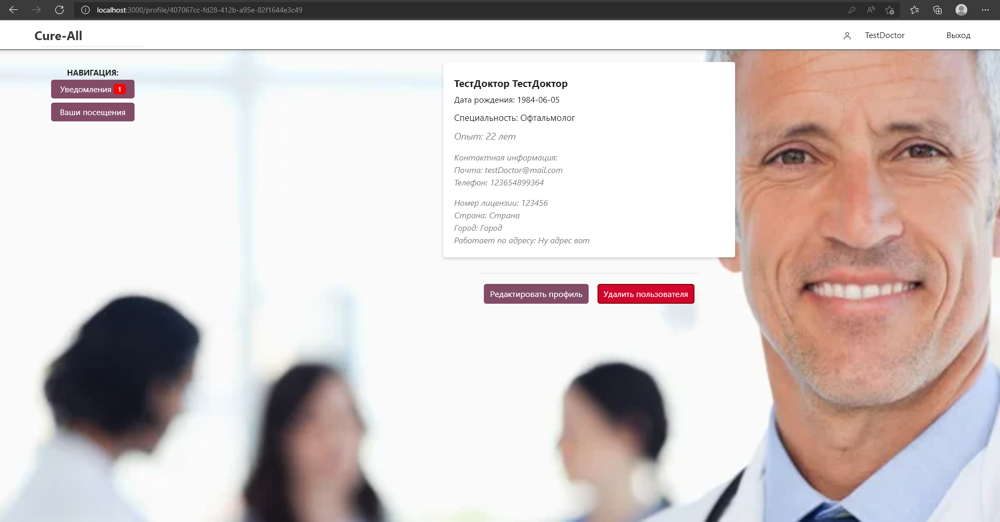 localhost:3000/profile/407067cc-fd28-412b-a95e-82f1644e3c49
Cure-All
TestDoctor
Выход
НАВИГАЦИЯ:
Уведомления 1
Ваши посещения
ТестДоктор ТестДоктор
Дата рождения: 1984-06-05
Специальность: Офтальмолог
Опыт: 22 лет
Контактная информация:
Почта: testDoctor@mail.com
Телефон: 123654899364
Номер лицензии: 123456
Страна: Страна
Город: Город
Работает по адресу: Ну адрес вот
Редактировать профиль
Удалить пользователя